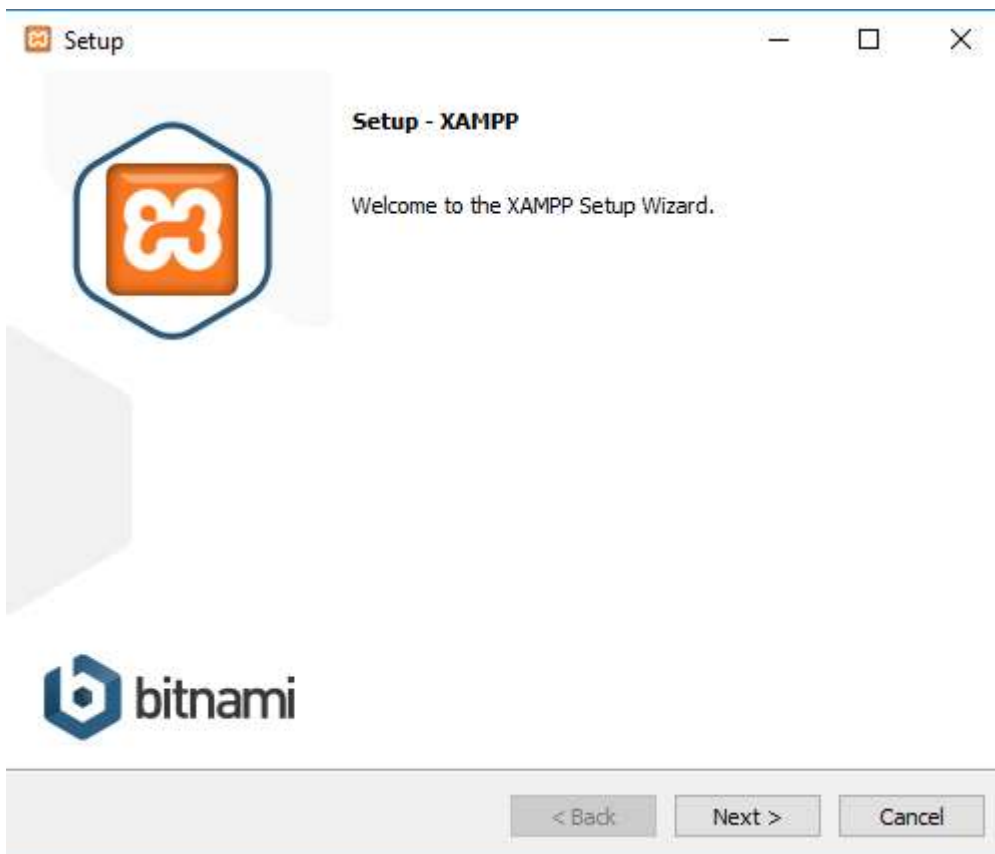 Setup
Setup - XAMPP
Welcome to the XAMPP Setup Wizard.
bitnami
< Back
Next >
Cancel